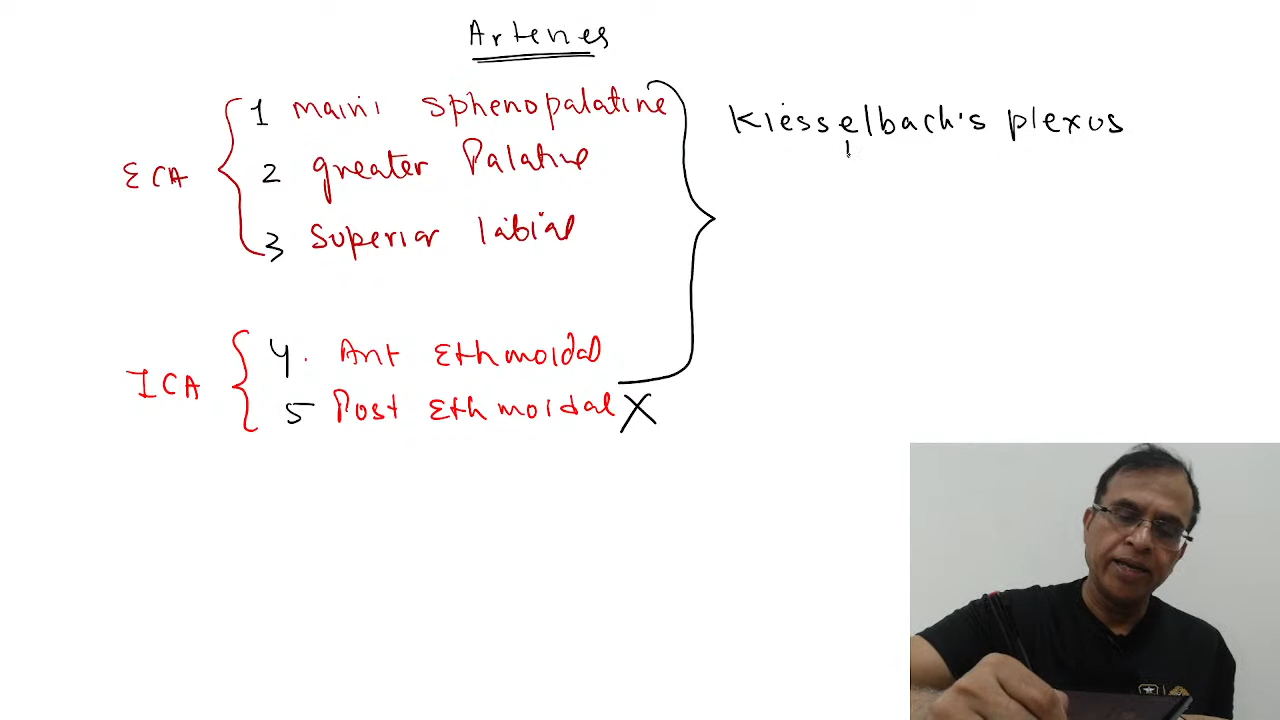 Arteries
ECA
1 main: sphenopalatine
2 greater Palatine
3 Superior labial
ICA
4. Ant Ethmoidal
5 Post Ethmoidal X
Kiesselbach's plexus